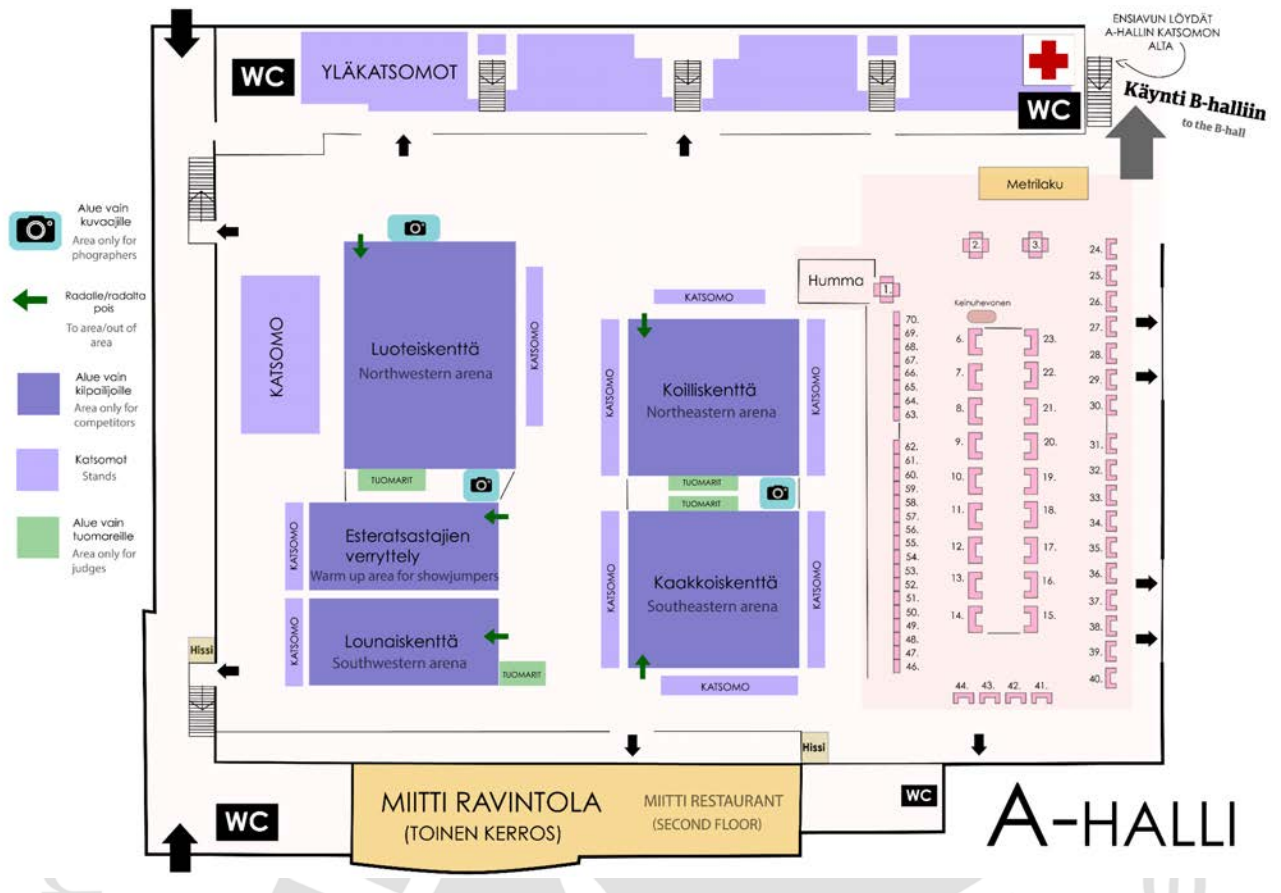 ENSIAVUN LÖYDÄT
A-HALLIN KATSOMON
ALTA
WC
YLÄKATSOMOT
WC
Käynti B-halliin
to the B-hall
Alue vain
kuvaajille
Area only for
phographers
Radalle/radalta
pois
To area/out of
area
Alue vain
kilpailijoille
Area only for
competitors
Katsomot
Stands
Alue vain
tuomareille
Area only for
judges
KATSOMO
Luoteiskenttä
Northwestern arena
KATSOMO
TUOMARIT
KATSOMO
Esteratsastajien
verryttely
Warm up area for showjumpers
KATSOMO
Lounaiskenttä
Southwestern arena
TUOMARIT
KATSOMO
KATSOMO
Koilliskenttä
Northeastern arena
KATSOMO
TUOMARIT
TUOMARIT
KATSOMO
Kaakkoiskenttä
Southeastern arena
KATSOMO
KATSOMO
Metrilaku
Humma
1.
2.
3.
Keinuhevonen
6.
7.
8.
9.
10.
11.
12.
13.
14.
23.
22.
21.
20.
19.
18.
17.
16.
15.
24.
25.
26.
27.
28.
29.
30.
31.
32.
33.
34.
35.
36.
37.
38.
39.
40.
70.
69.
68.
67.
66.
65.
64.
63.
62.
61.
60.
59.
58.
57.
56.
55.
54.
53.
52.
51.
50.
49.
48.
47.
46.
44.
43.
42.
41.
Hissi
Hissi
WC
MIITTI RAVINTOLA
(TOINEN KERROS)
MIITTI RESTAURANT
(SECOND FLOOR)
WC
A-HALLI